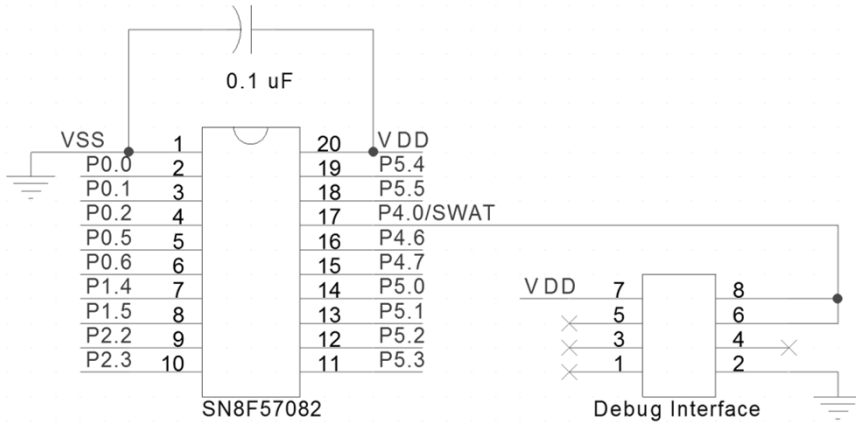 0.1 uF
VSS 1 20 VDD
P0.0 2 19 P5.4
P0.1 3 18 P5.5
P0.2 4 17 P4.0/SWAT
P0.5 5 16 P4.6
P0.6 6 15 P4.7
P1.4 7 14 P5.0
P1.5 8 13 P5.1
P2.2 9 12 P5.2
P2.3 10 11 P5.3
SN8F57082
VDD 7 8
5 6
3 4
1 2
Debug Interface